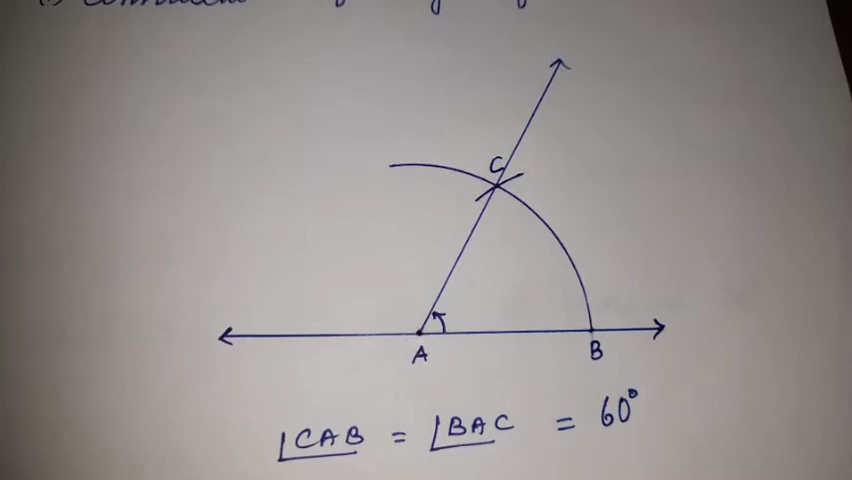 C
A
B
∠CAB = ∠BAC = 60°